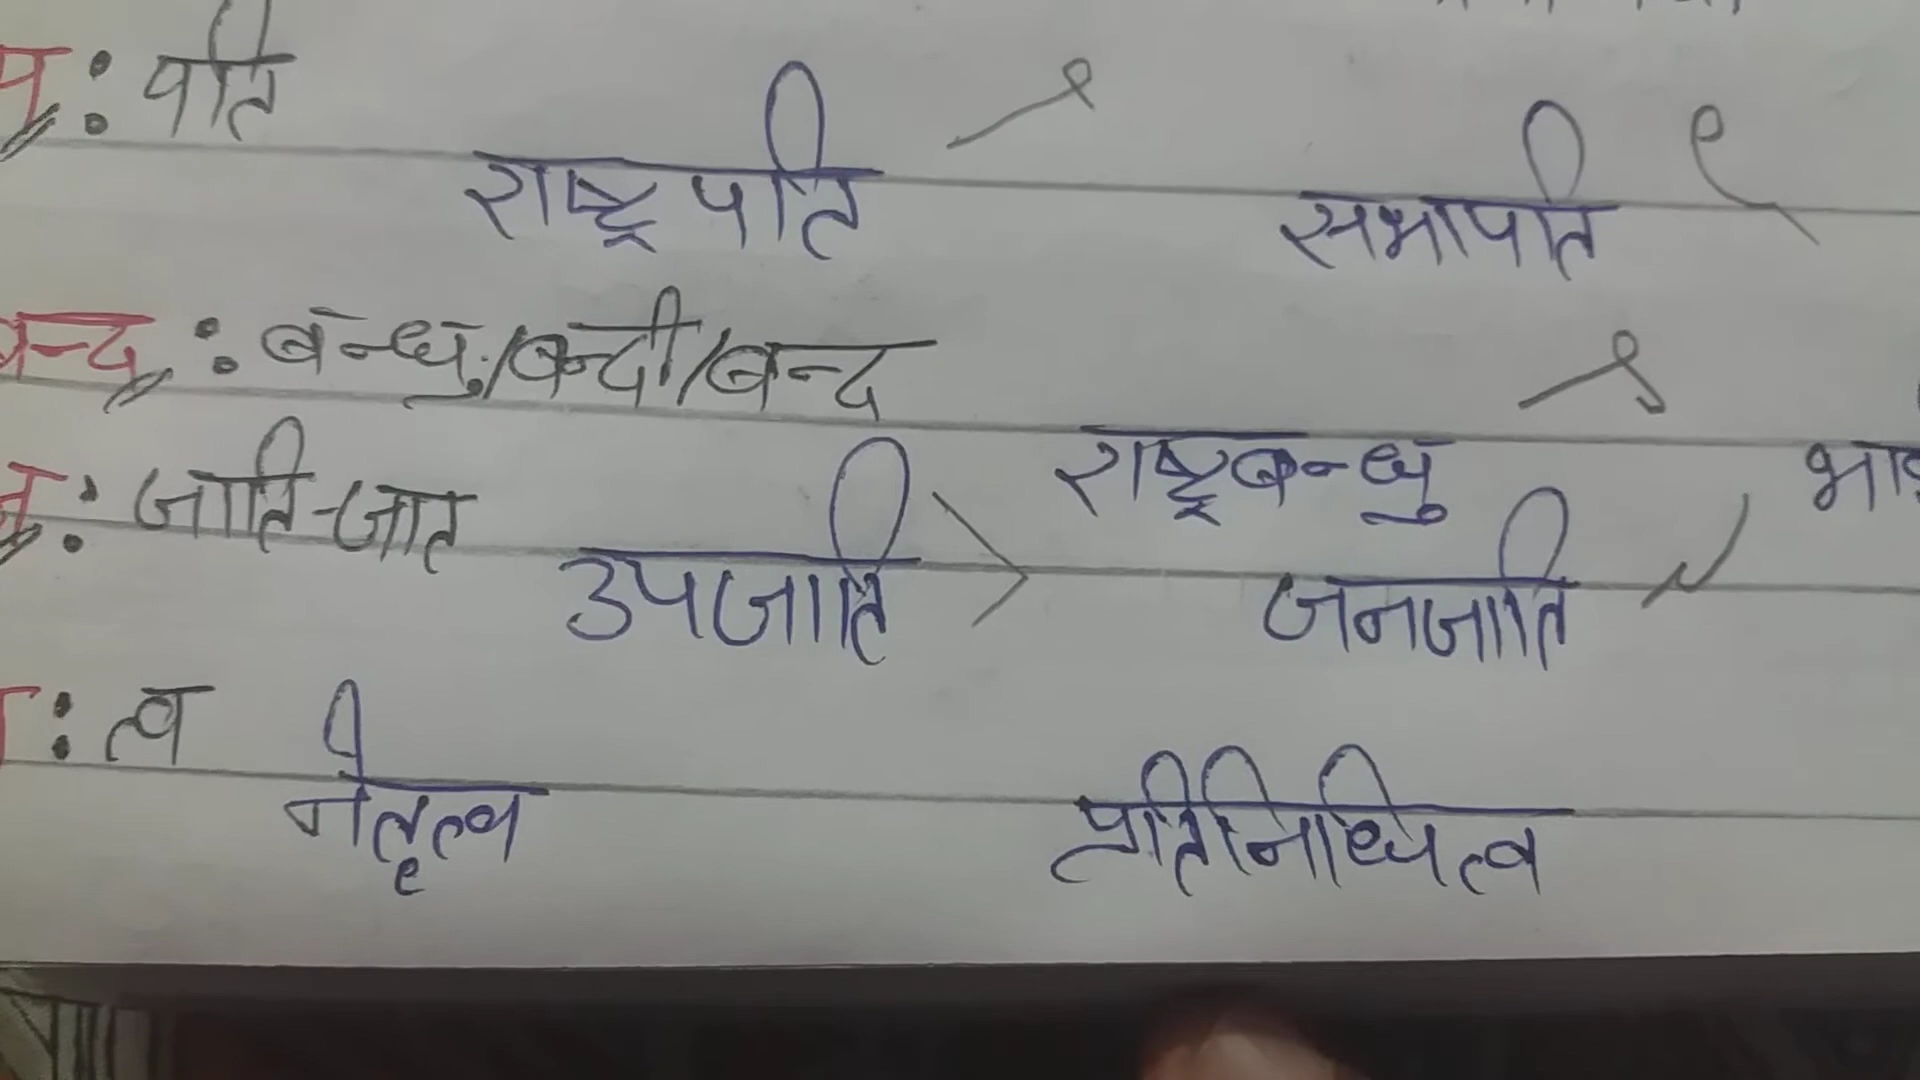 प : पति
राष्ट्रपति सभापति
बन्द : बंन्धु/बन्दी/बन्द
राष्ट्रबन्धु
ज : जाति-जात
उपजाति जनजाति
: त्व
नेतृत्व प्रतिनिधित्व